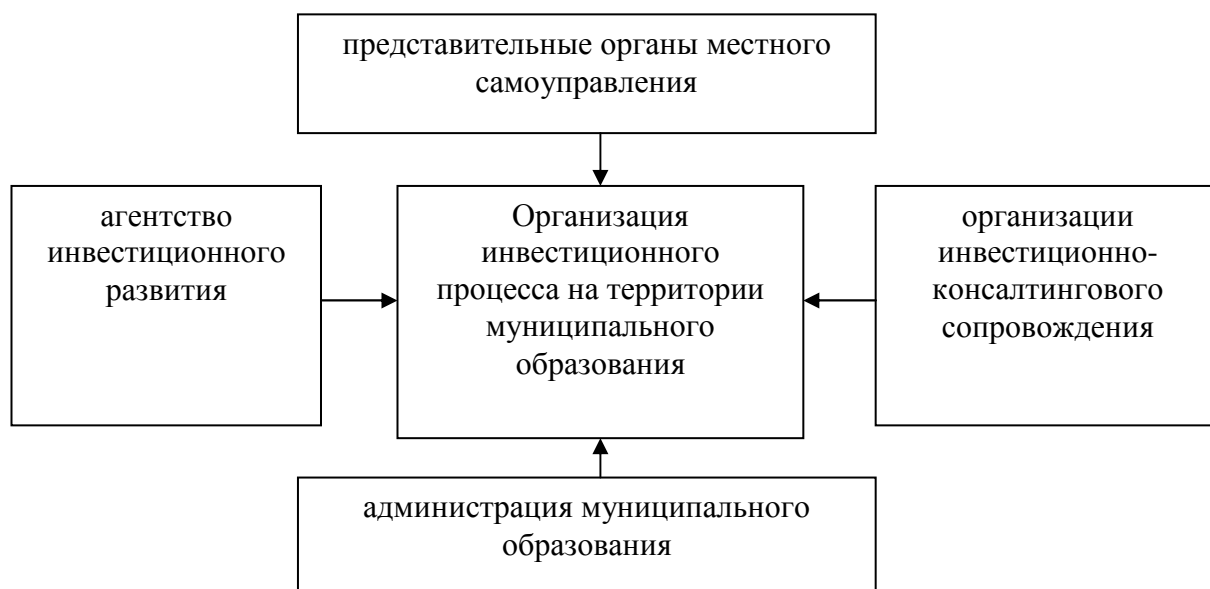 представительные органы местного
самоуправления
агентство
инвестиционного
развития
Организация
инвестиционного
процесса на территории
муниципального
образования
организации
инвестиционно-
консалтингового
сопровождения
администрация муниципального
образования